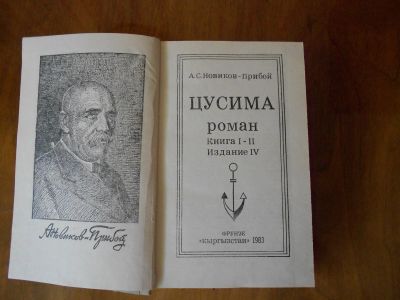 А.Новиков-Прибой
А.С.Новиков-Прибой
ЦУСИМА
роман
Книга I-II
Издание IV
ФРУНЗЕ
«Кыргызстан» 1983